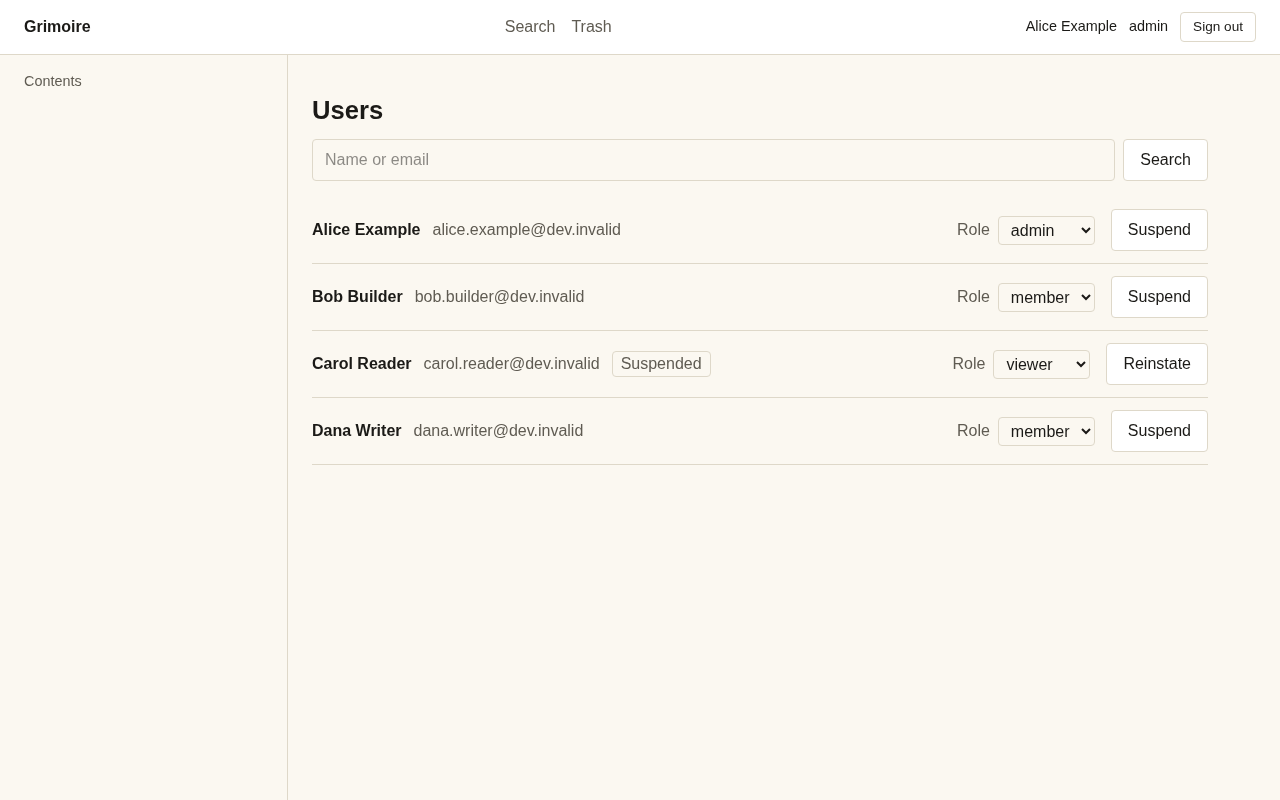 Grimoire Search Trash Alice Example admin Sign out
Contents
Users
Name or email Search
Alice Example alice.example@dev.invalid Role admin Suspend
Bob Builder bob.builder@dev.invalid Role member Suspend
Carol Reader carol.reader@dev.invalid Suspended Role viewer Reinstate
Dana Writer dana.writer@dev.invalid Role member Suspend